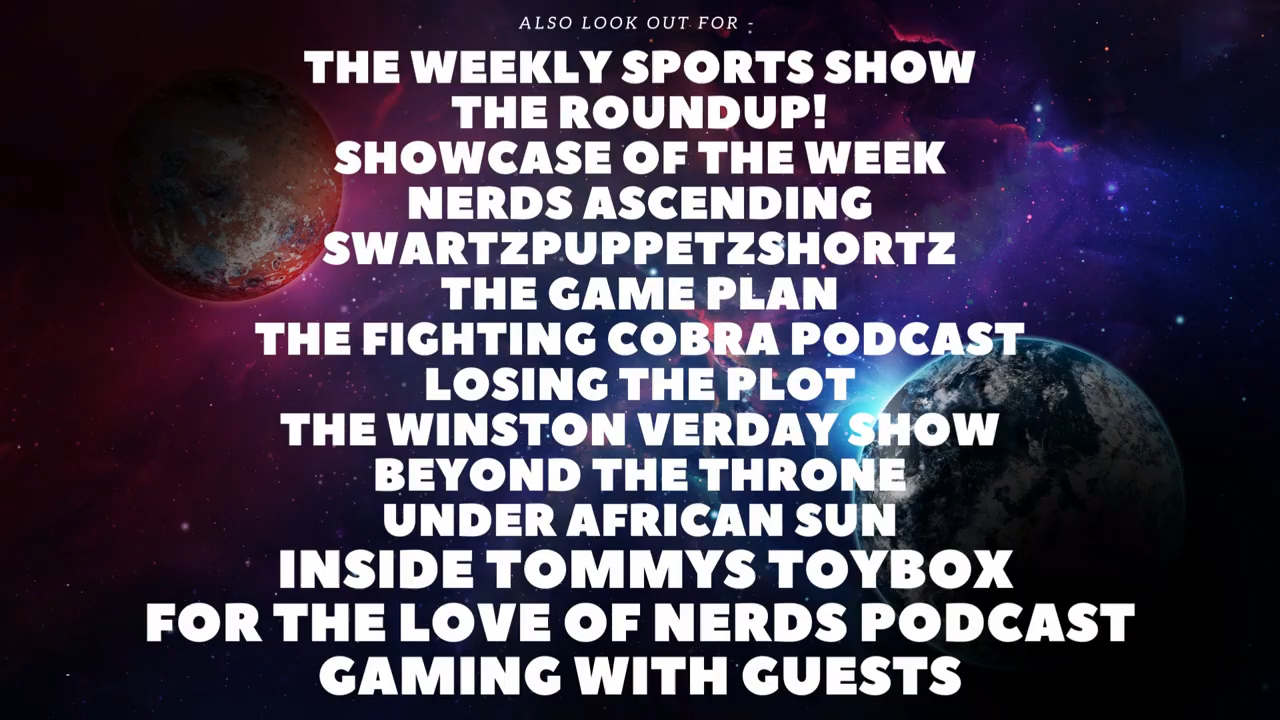 ALSO LOOK OUT FOR -
THE WEEKLY SPORTS SHOW
THE ROUNDUP!
SHOWCASE OF THE WEEK
NERDS ASCENDING
SWARTZPUPPETZSHORTZ
THE GAME PLAN
THE FIGHTING COBRA PODCAST
LOSING THE PLOT
THE WINSTON VERDAY SHOW
BEYOND THE THRONE
UNDER AFRICAN SUN
INSIDE TOMMYS TOYBOX
FOR THE LOVE OF NERDS PODCAST
GAMING WITH GUESTS